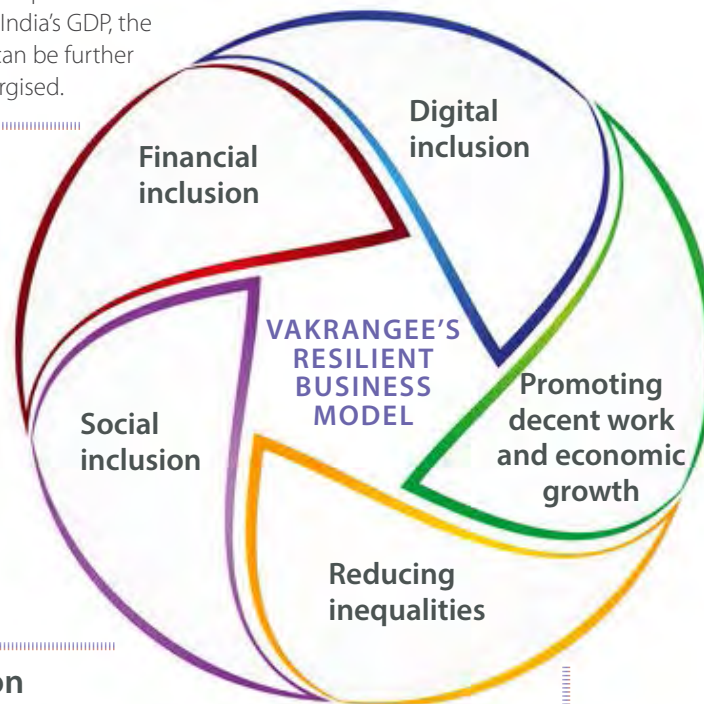 India's GDP, the
can be further
rgised.
Digital
inclusion
Financial
inclusion
VAKRANGEE'S
RESILIENT
BUSINESS
MODEL
Promoting
decent work
and economic
growth
Social
inclusion
Reducing
inequalities
on